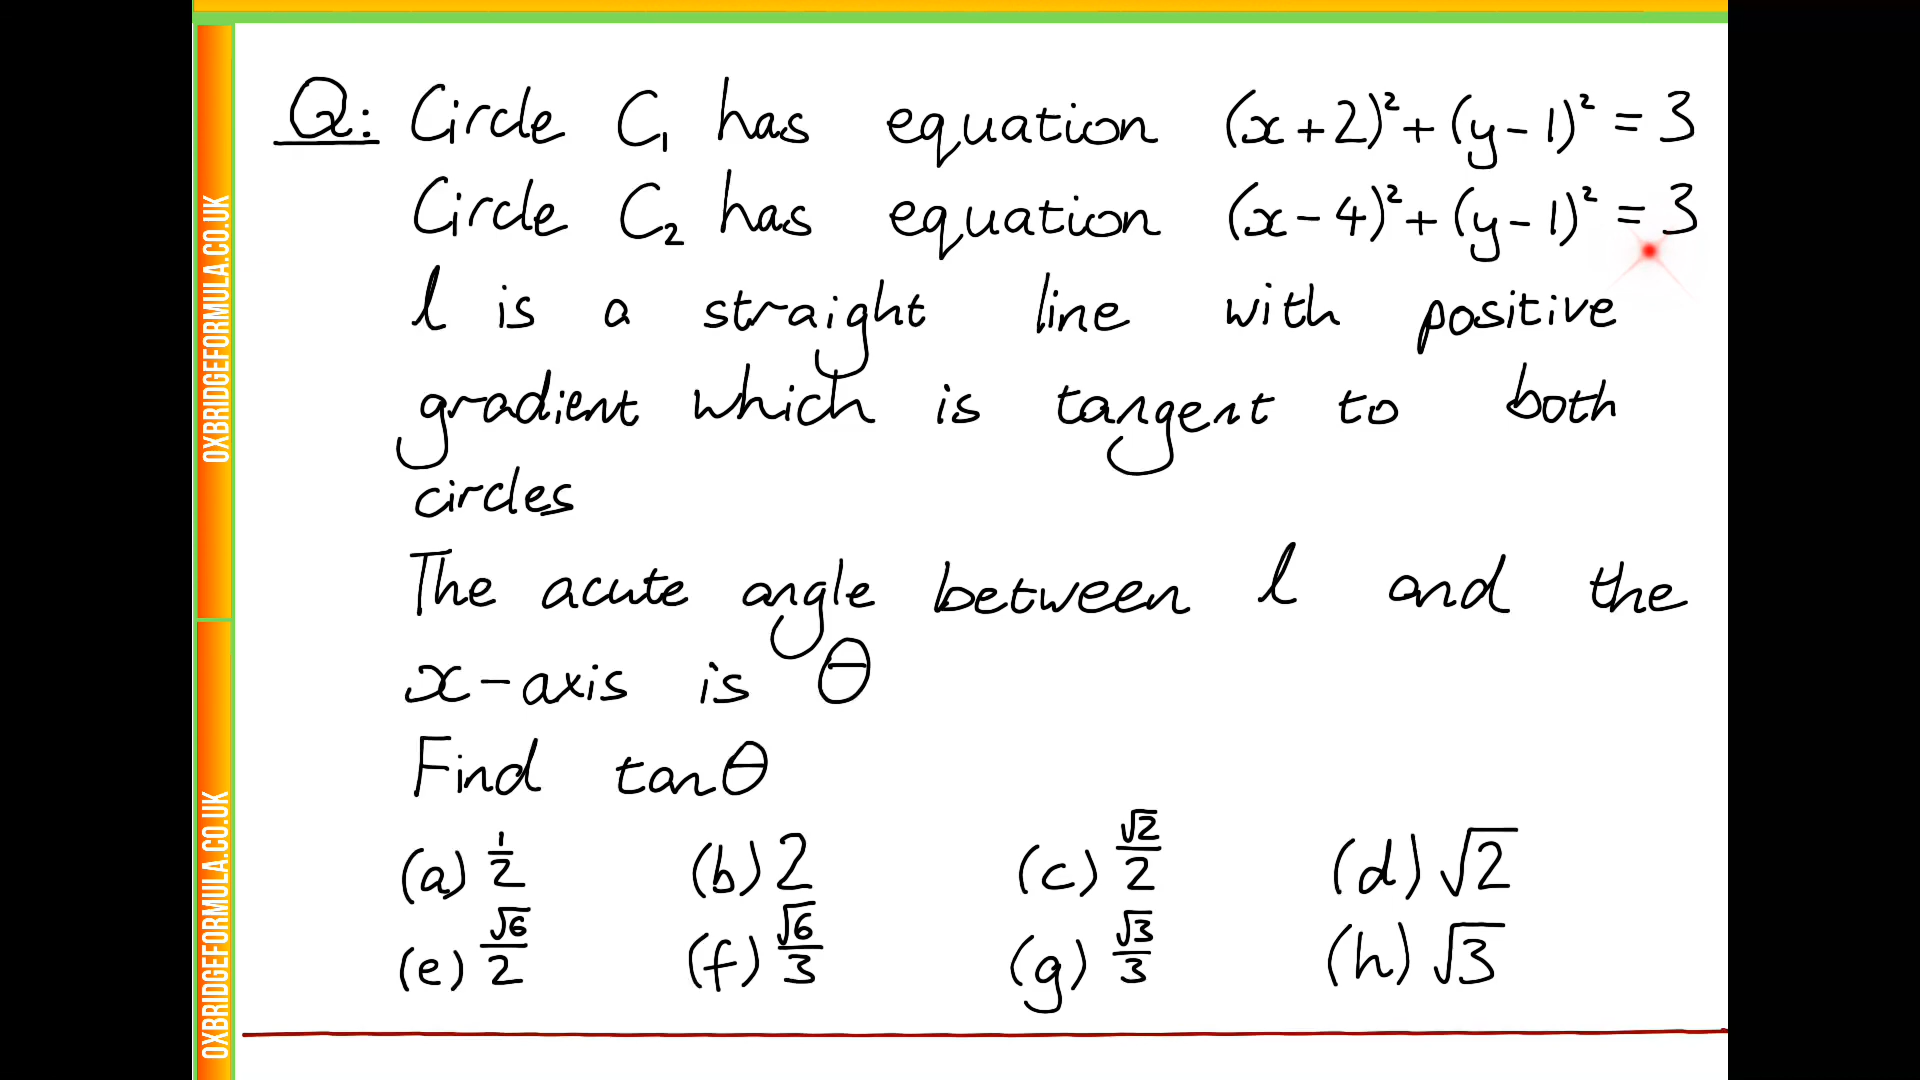 Q: Circle C₁ has equation (x+2)²+(y-1)²=3
Circle C₂ has equation (x-4)²+(y-1)²=3
l is a straight line with positive
gradient which is tangent to both
circles
The acute angle between l and the
x-axis is θ
Find tanθ
(a) 1/2 (b) 2 (c) √2/2 (d) √2
(e) √6/2 (f) √6/3 (g) √3/3 (h) √3
OXBRIDGEFORMULA.CO.UK
OXBRIDGEFORMULA.CO.UK